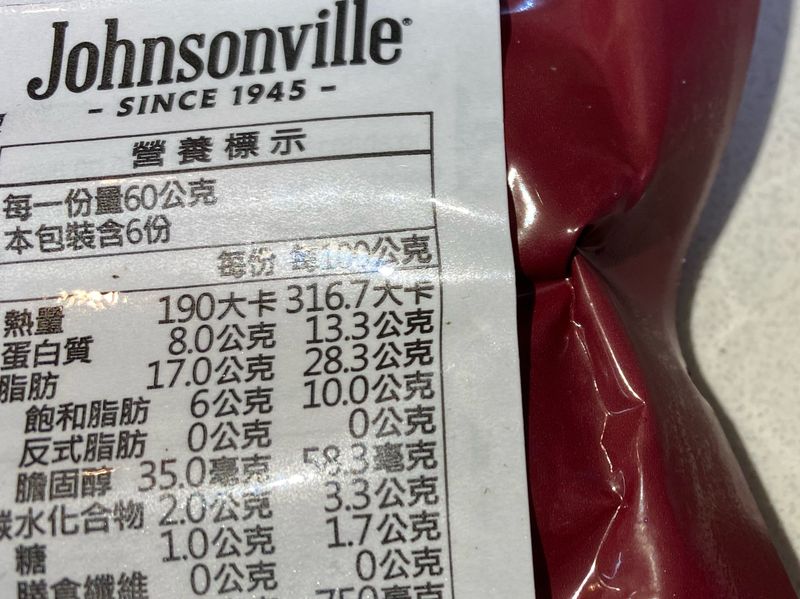 Johnsonville®
- SINCE 1945 -
營養標示
每一份量60公克
本包裝含6份
每份 每100公克
熱量 190大卡 316.7大卡
蛋白質 8.0公克 13.3公克
脂肪 17.0公克 28.3公克
飽和脂肪 6公克 10.0公克
反式脂肪 0公克 0公克
膽固醇 35.0毫克 58.3毫克
碳水化合物 2.0公克 3.3公克
糖 1.0公克 1.7公克
膳食纖維 0公克 0公克
750毫克